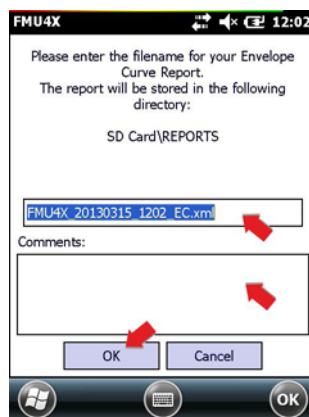 FMU4X 12:02
Please enter the filename for your Envelope
Curve Report.
The report will be stored in the following
directory:
SD Card\REPORTS
FMU4X_20130315_1202_EC.xml
Comments:
OK Cancel
OK